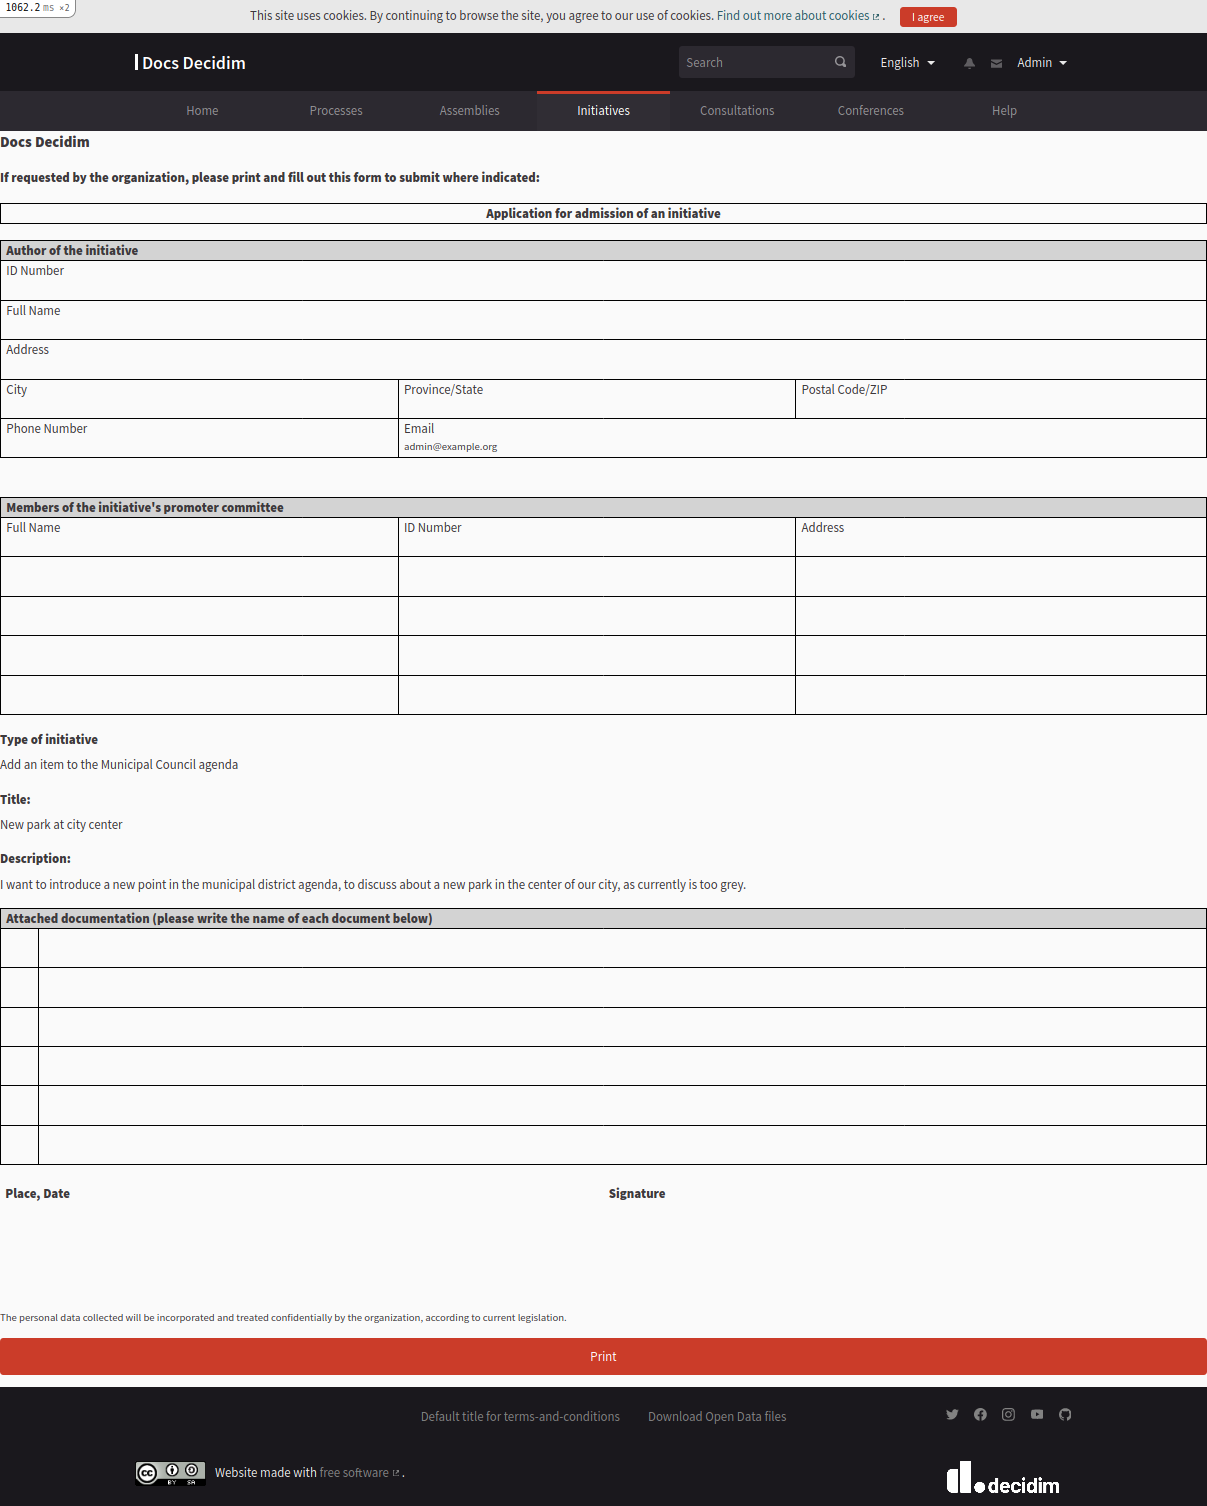 1062.2 ms ×2
This site uses cookies. By continuing to browse the site, you agree to our use of cookies. Find out more about cookies . I agree
Docs Decidim Search English Admin
Home Processes Assemblies Initiatives Consultations Conferences Help
Docs Decidim
If requested by the organization, please print and fill out this form to submit where indicated:
Application for admission of an initiative
Author of the initiative
ID Number
Full Name
Address
City Province/State Postal Code/ZIP
Phone Number Email
admin@example.org
Members of the initiative's promoter committee
Full Name ID Number Address
Type of initiative
Add an item to the Municipal Council agenda
Title:
New park at city center
Description:
I want to introduce a new point in the municipal district agenda, to discuss about a new park in the center of our city, as currently is too grey.
Attached documentation (please write the name of each document below)
Place, Date Signature
The personal data collected will be incorporated and treated confidentially by the organization, according to current legislation.
Print
Default title for terms-and-conditions Download Open Data files
cc BY SA Website made with free software . decidim